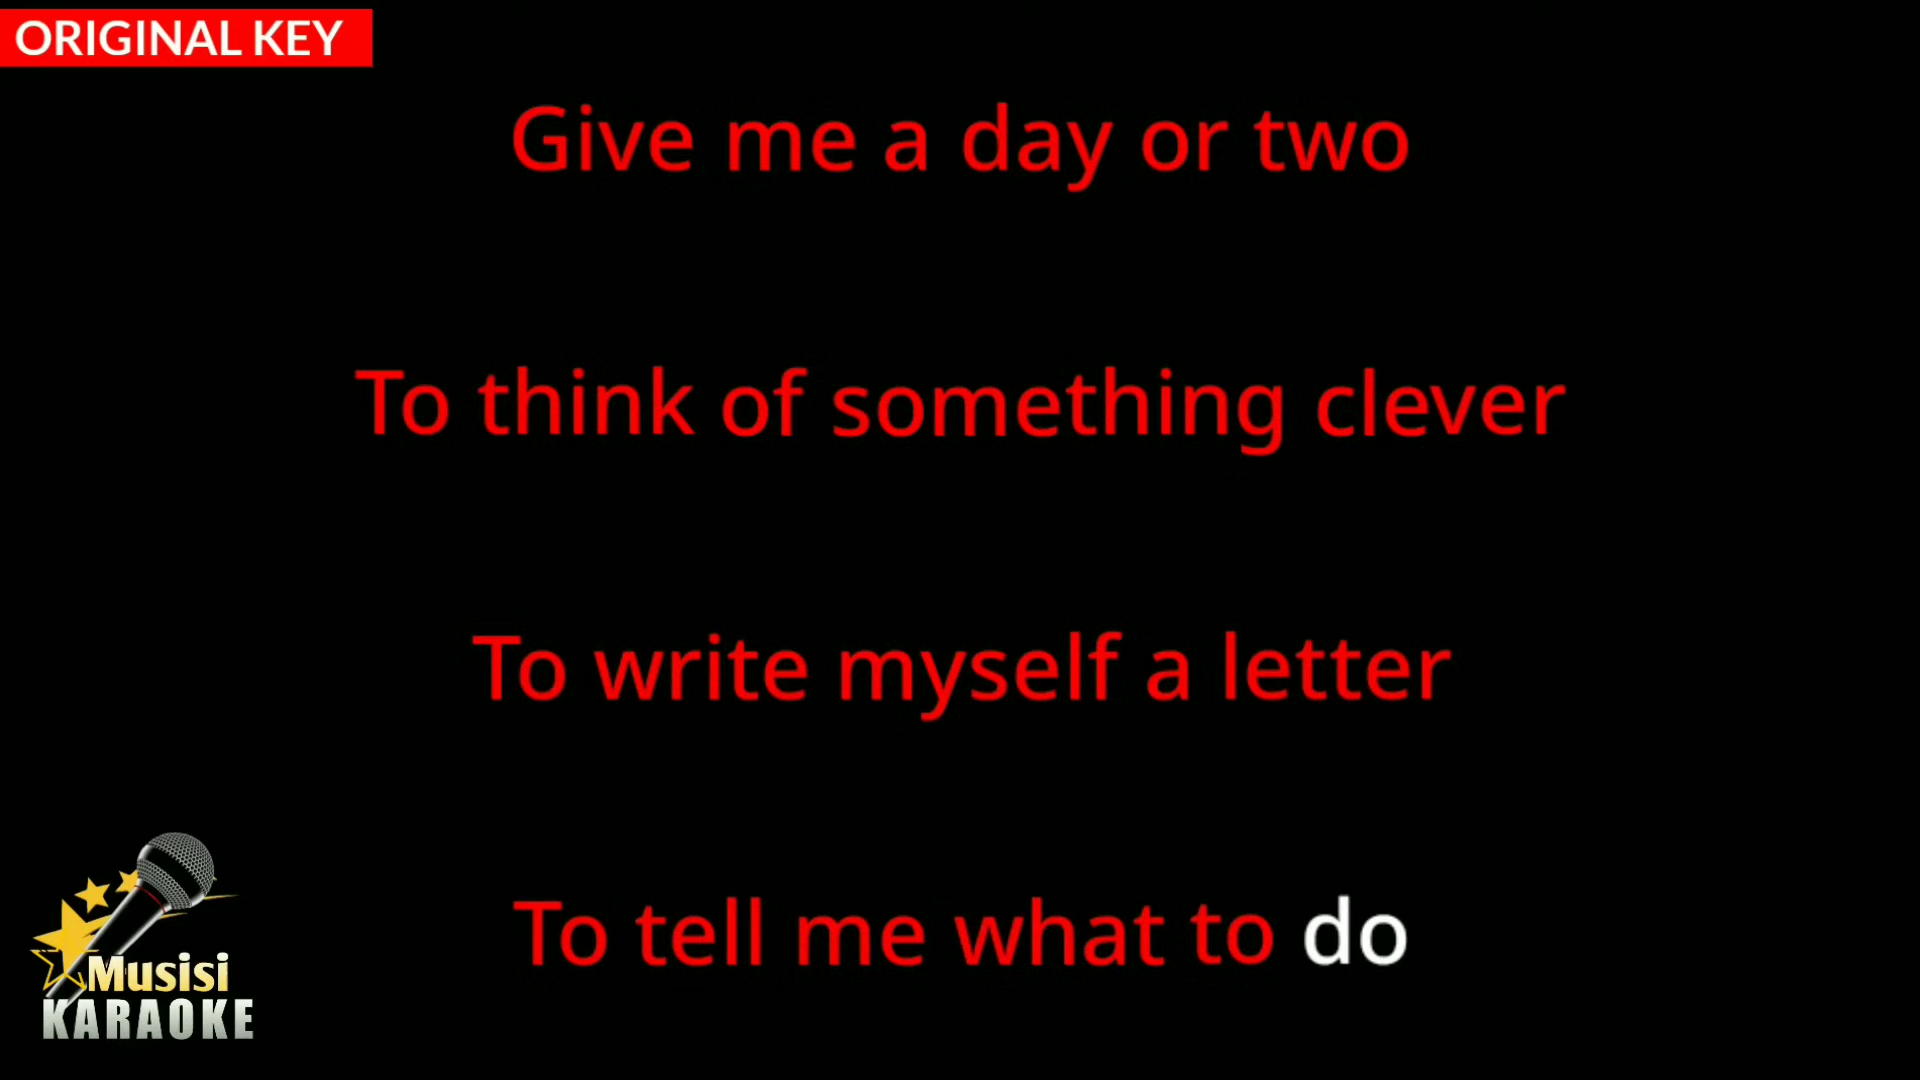 ORIGINAL KEY
Give me a day or two
To think of something clever
To write myself a letter
To tell me what to do
Musisi
KARAOKE